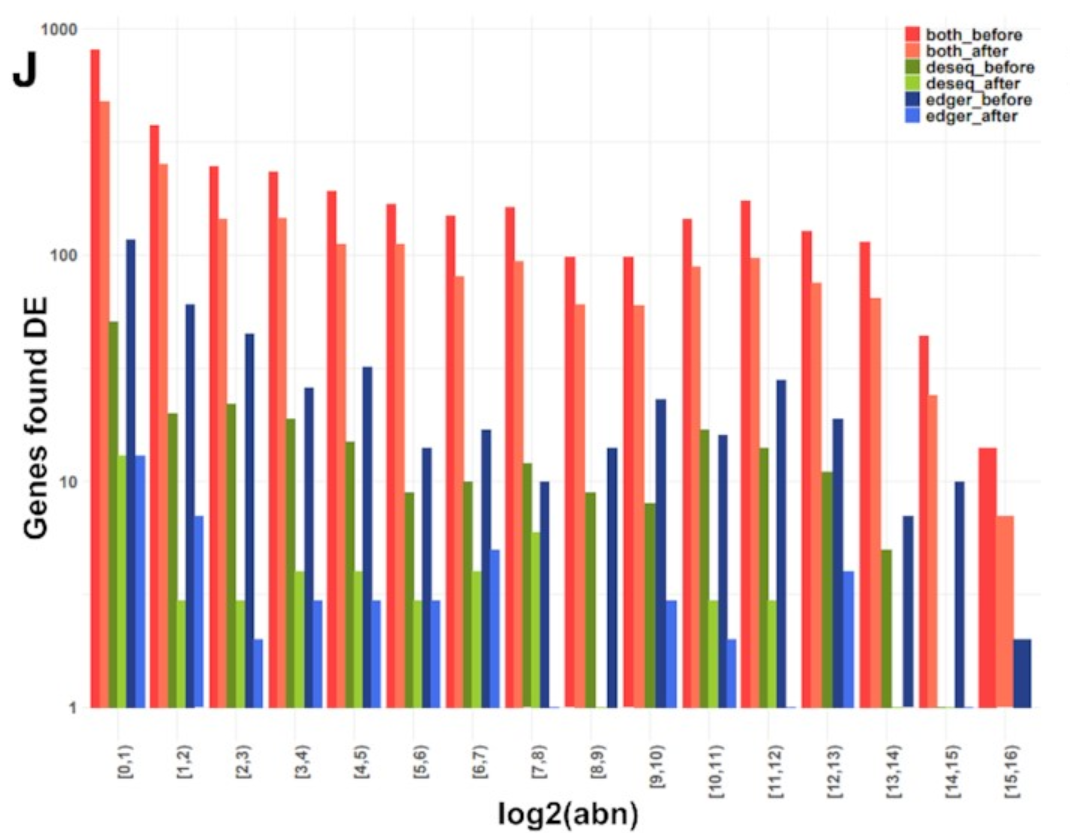 J
1000
100
10
1
Genes found DE
both_before
both_after
deseq_before
deseq_after
edger_before
edger_after
[0,1)
[1,2)
[2,3)
[3,4)
[4,5)
[5,6)
[6,7)
[7,8)
[8,9)
[9,10)
[10,11)
[11,12)
[12,13)
[13,14)
[14,15)
[15,16)
log2(abn)